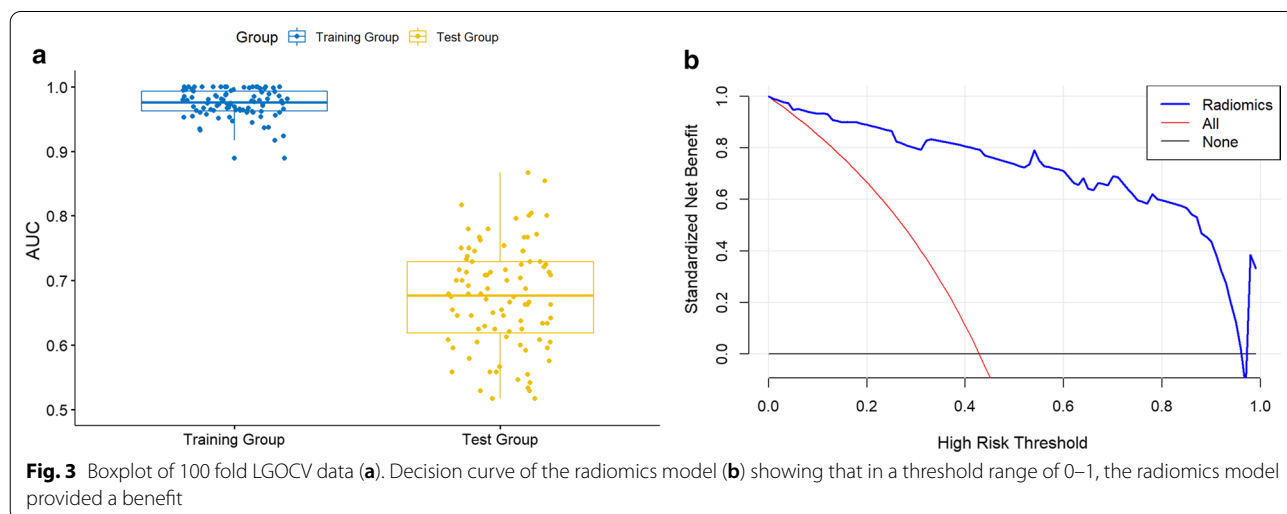 Group Training Group Test Group
a
1.0
0.9
0.8
0.7
0.6
0.5
AUC
Training Group Test Group
b
Radiomics
All
None
1.0
0.8
0.6
0.4
0.2
0.0
Standardized Net Benefit
0.0 0.2 0.4 0.6 0.8 1.0
High Risk Threshold
Fig. 3 Boxplot of 100 fold LGOCV data (a). Decision curve of the radiomics model (b) showing that in a threshold range of 0–1, the radiomics model
provided a benefit